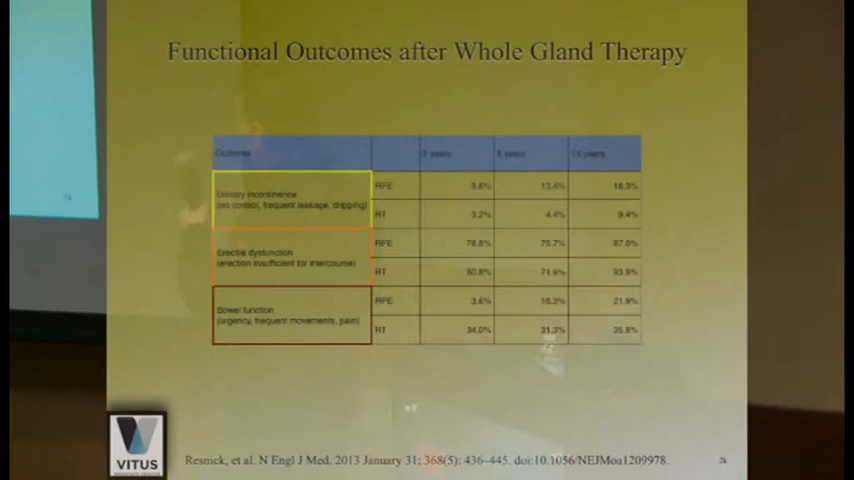 Functional Outcomes after Whole Gland Therapy
Outcome 2 years 5 years 15 years
Urinary incontinence
(no control, frequent leakage, dripping)
RPE 9.6% 13.4% 18.3%
RT 3.2% 4.4% 9.4%
Erectile dysfunction
(erection insufficient for intercourse)
RPE 78.8% 75.7% 87.0%
RT 60.8% 71.9% 93.9%
Bowel function
(urgency, frequent movements, pain)
RPE 3.6% 16.3% 21.9%
RT 34.0% 31.3% 35.8%
VITUS
Resnick, et al. N Engl J Med. 2013 January 31; 368(5): 436–445. doi:10.1056/NEJMoa1209978.